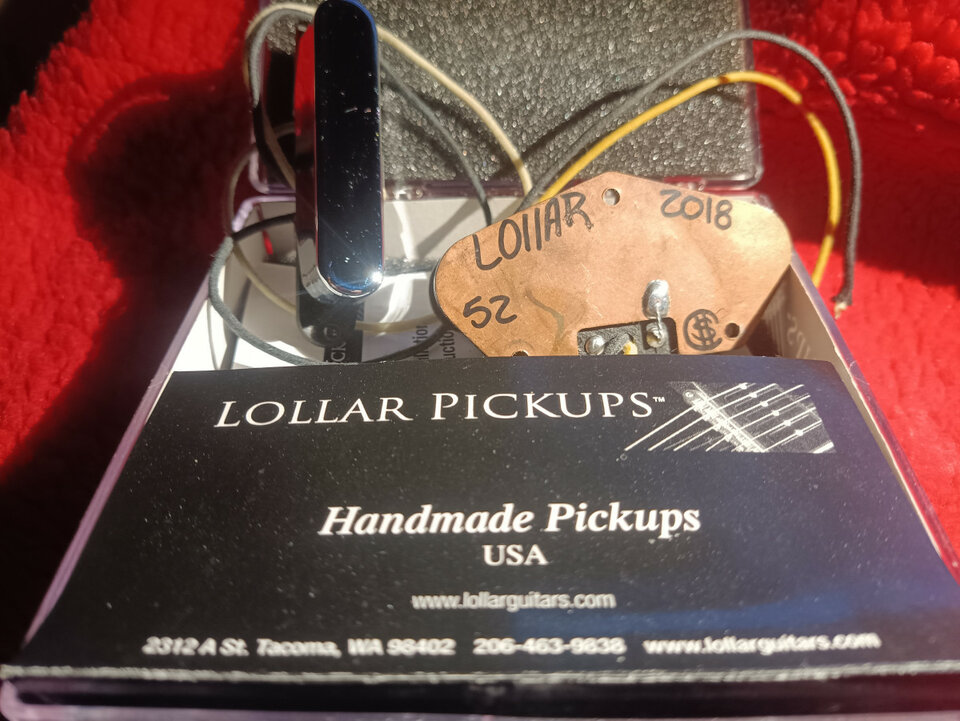 LOllAR 2018
52
LOLLAR PICKUPS™
Handmade Pickups
USA
www.lollarguitars.com
2312 A St. Tacoma, WA 98402 206-463-9838 www.lollarguitars.com